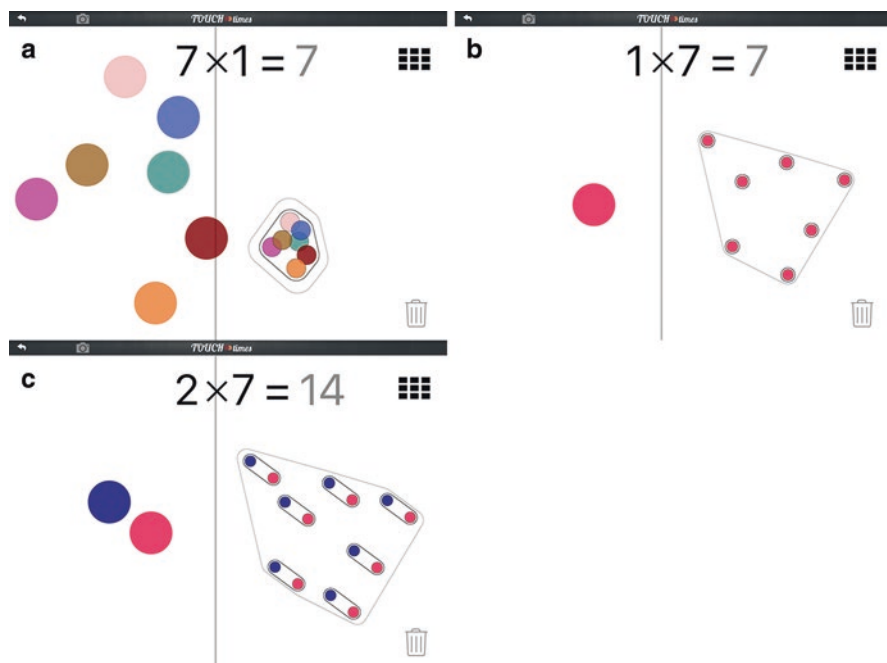 TOUCH times
a
7×1=7
TOUCH times
b
1×7=7
TOUCH times
c
2×7=14